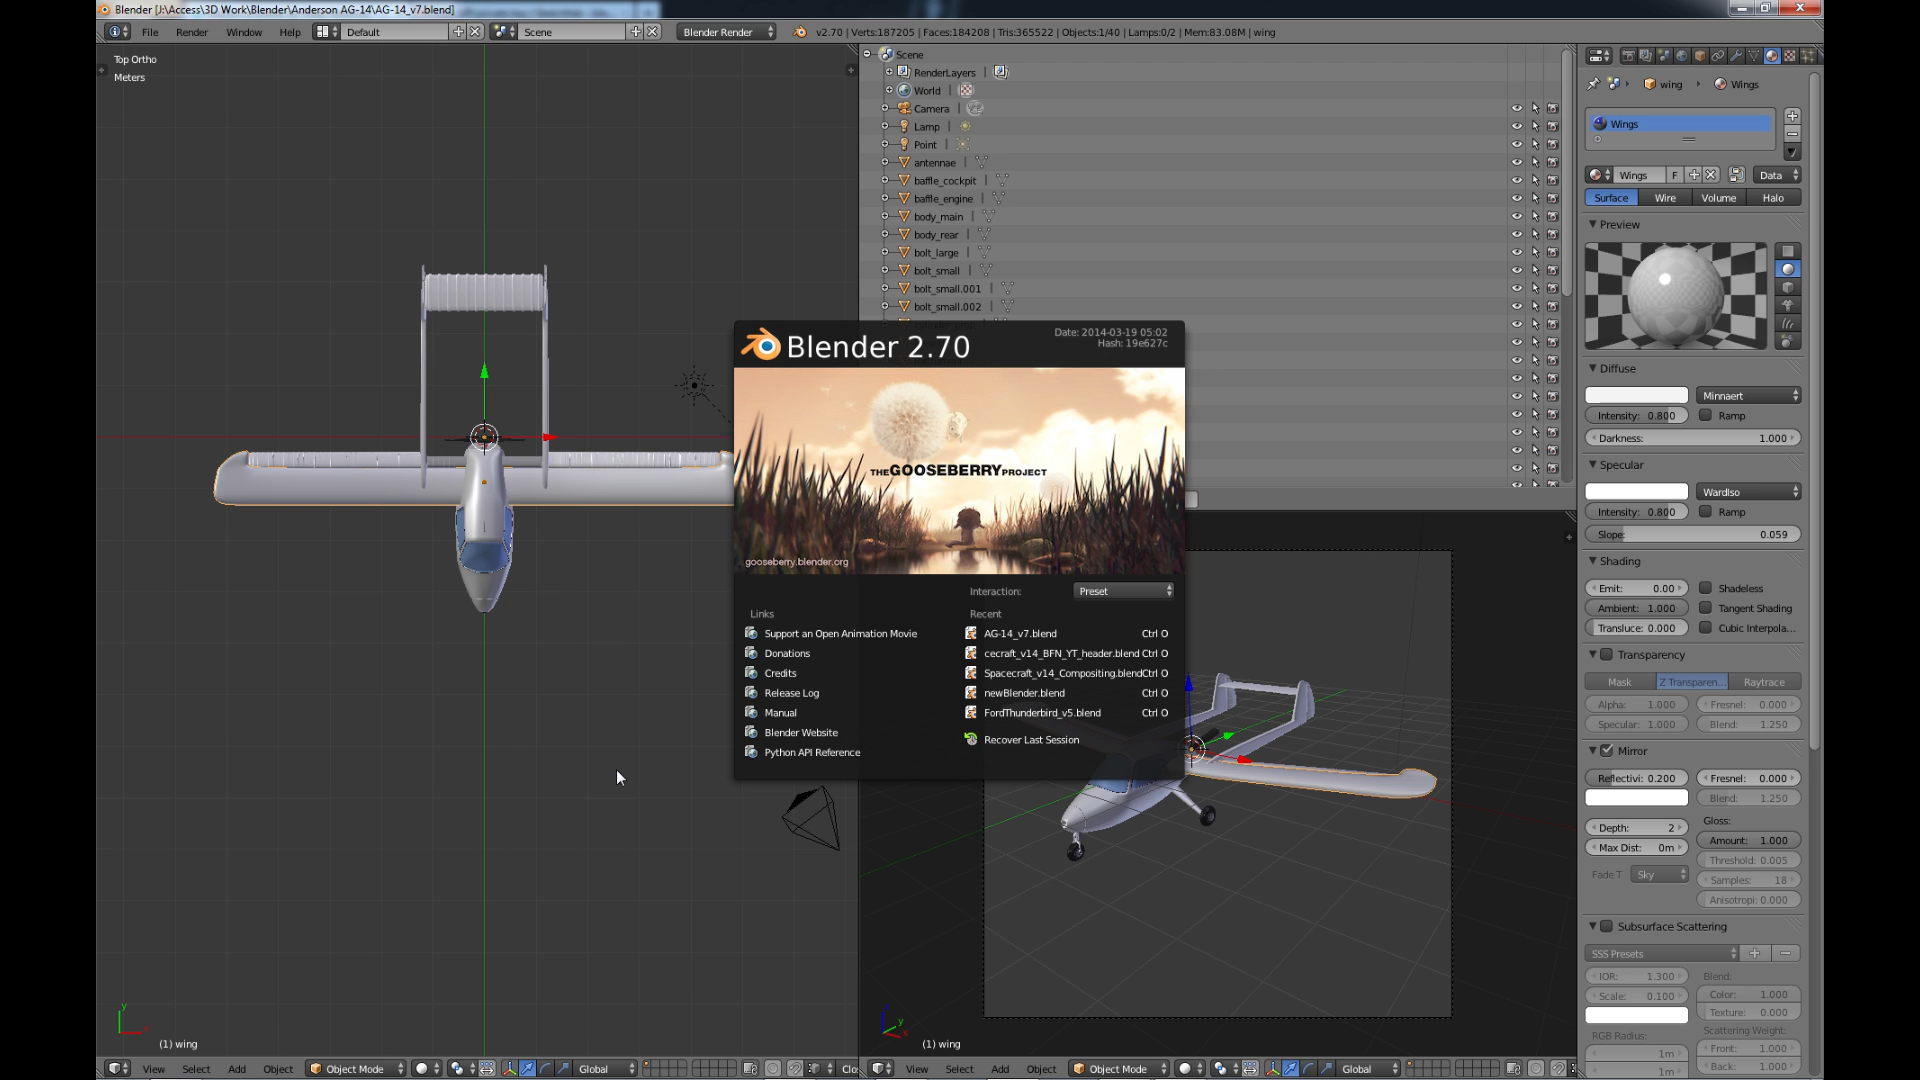 Blender [J:\Access\3D Work\Blender\Anderson AG-14\AG-14_v7.blend]
File Render Window Help Default Scene Blender Render v2.70 | Verts:187205 | Faces:184208 | Tris:365522 | Objects:1/40 | Lamps:0/2 | Mem:83.08M | wing
Top Ortho
Meters
(1) wing
View Select Add Object Object Mode Global Clo
Scene
RenderLayers
World
Camera
Lamp
Point
antennae
baffle_cockpit
baffle_engine
body_main
body_rear
bolt_large
bolt_small
bolt_small.001
bolt_small.002
Blender 2.70
Date: 2014-03-19 05:02
Hash: 19e627c
THE GOOSEBERRY PROJECT
gooseberry.blender.org
Interaction: Preset
Links
Support an Open Animation Movie
Donations
Credits
Release Log
Manual
Blender Website
Python API Reference
Recent
AG-14_v7.blend Ctrl O
cecraft_v14_BFN_YT_header.blend Ctrl O
Spacecraft_v14_Compositing.blend Ctrl O
newBlender.blend Ctrl O
FordThunderbird_v5.blend Ctrl O
Recover Last Session
(1) wing
View Select Add Object Object Mode Global
wing Wings
Wings
Wings F Data
Surface Wire Volume Halo
Preview
Diffuse
Minnaert
Intensity: 0.800 Ramp
Darkness: 1.000
Specular
WardIso
Intensity: 0.800 Ramp
Slope: 0.059
Shading
Emit: 0.00 Shadeless
Ambient: 1.000 Tangent Shading
Transluce: 0.000 Cubic Interpola...
Transparency
Mask Z Transparen... Raytrace
Alpha: 1.000 Fresnel: 0.000
Specular: 1.000 Blend: 1.250
Mirror
Reflectivi: 0.200 Fresnel: 0.000
Blend: 1.250
Depth: 2 Gloss:
Max Dist: 0m Amount: 1.000
Threshold: 0.005
Fade T Sky Samples: 18
Anisotropi: 0.000
Subsurface Scattering
SSS Presets
IOR: 1.300 Blend:
Scale: 0.100 Color: 1.000
Texture: 0.000
RGB Radius: Scattering Weight:
1m Front: 1.000
1m Back: 1.000